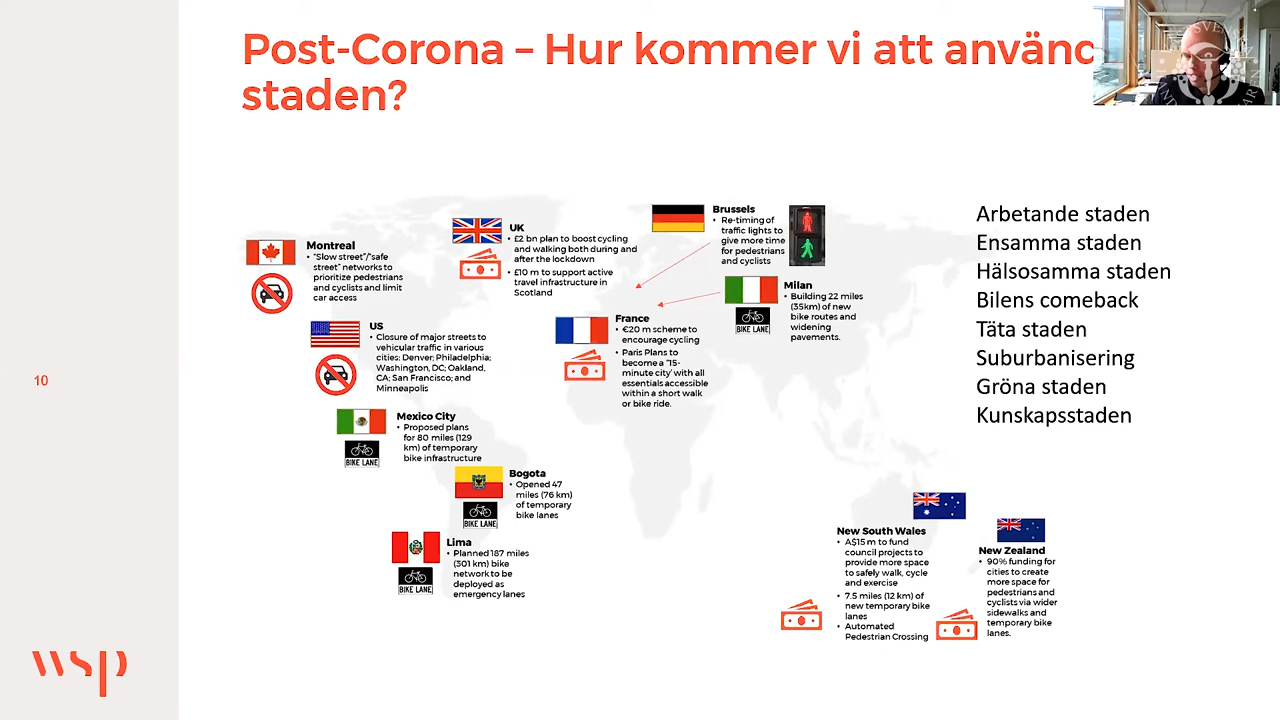 Post-Corona – Hur kommer vi att använd
staden?
Montreal
• "Slow street"/"safe
street" networks to
prioritize pedestrians
and cyclists and limit
car access
UK
• £2 bn plan to boost cycling
and walking both during and
after the lockdown
• £10 m to support active
travel infrastructure in
Scotland
Brussels
• Re-timing of
traffic lights to
give more time
for pedestrians
and cyclists
Milan
• Building 22 miles
(35km) of new
bike routes and
widening
pavements.
BIKE LANE
US
• Closure of major streets to
vehicular traffic in various
cities: Denver; Philadelphia;
Washington, DC; Oakland,
CA; San Francisco; and
Minneapolis
France
• €20 m scheme to
encourage cycling
• Paris Plans to
become a '15-
minute city' with all
essentials accessible
within a short walk
or bike ride.
Mexico City
• Proposed plans
for 80 miles (129
km) of temporary
bike infrastructure
BIKE LANE
Bogota
• Opened 47
miles (76 km)
of temporary
bike lanes
BIKE LANE
Lima
• Planned 187 miles
(301 km) bike
network to be
deployed as
emergency lanes
BIKE LANE
New South Wales
• A$15 m to fund
council projects to
provide more space
to safely walk, cycle
and exercise
• 7.5 miles (12 km) of
new temporary bike
lanes
• Automated
Pedestrian Crossing
New Zealand
• 90% funding for
cities to create
more space for
pedestrians and
cyclists via wider
sidewalks and
temporary bike
lanes.
Arbetande staden
Ensamma staden
Hälsosamma staden
Bilens comeback
Täta staden
Suburbanisering
Gröna staden
Kunskapsstaden
10
wsp